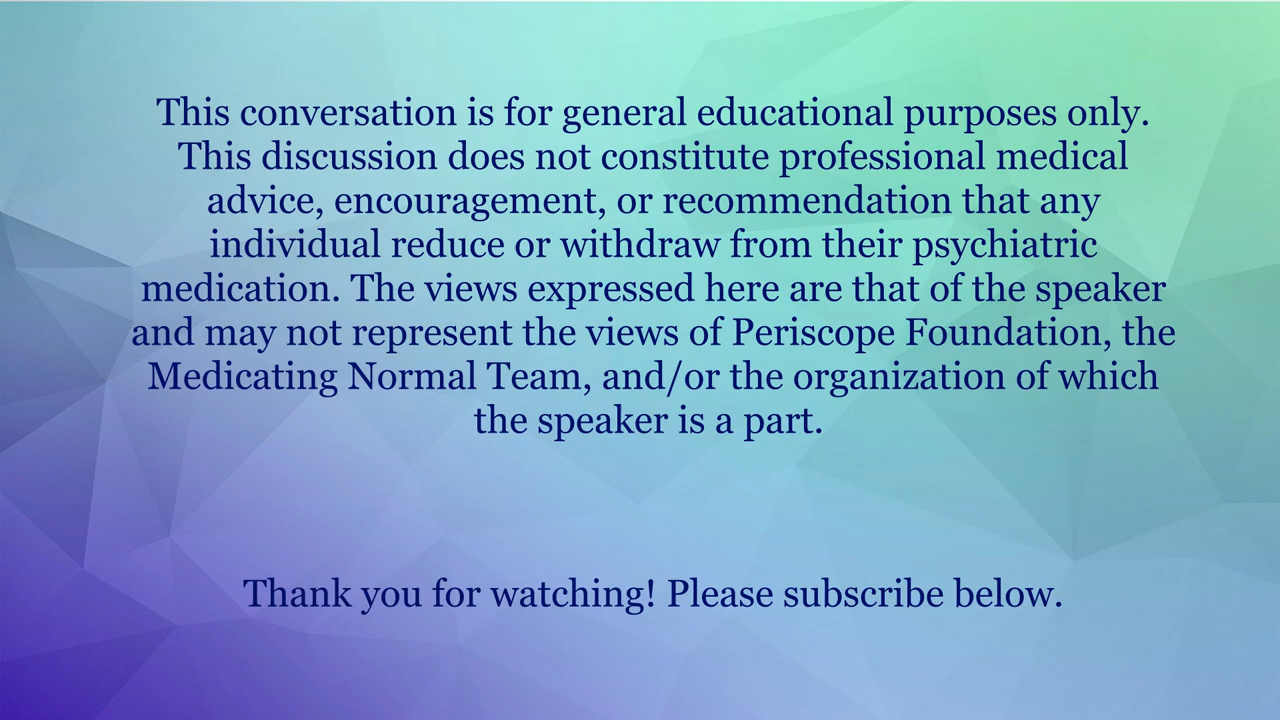 This conversation is for general educational purposes only.
This discussion does not constitute professional medical
advice, encouragement, or recommendation that any
individual reduce or withdraw from their psychiatric
medication. The views expressed here are that of the speaker
and may not represent the views of Periscope Foundation, the
Medicating Normal Team, and/or the organization of which
the speaker is a part.
Thank you for watching! Please subscribe below.